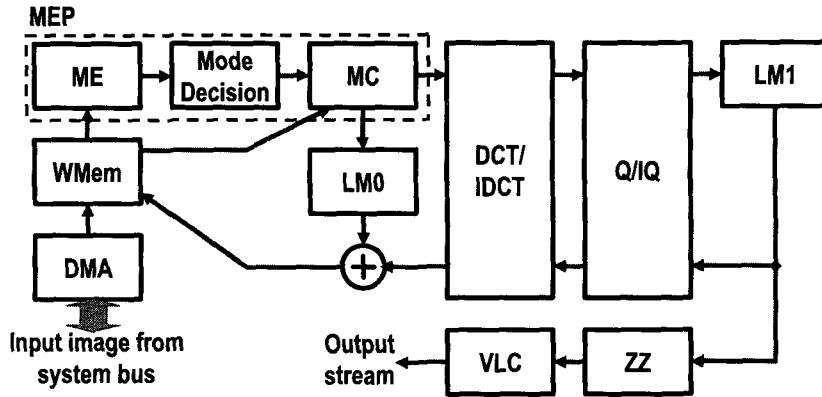 MEP
ME
Mode
Decision
MC
LM1
WMem
LM0
DCT/
IDCT
Q/IQ
DMA
Input image from
system bus
Output
stream
VLC
ZZ